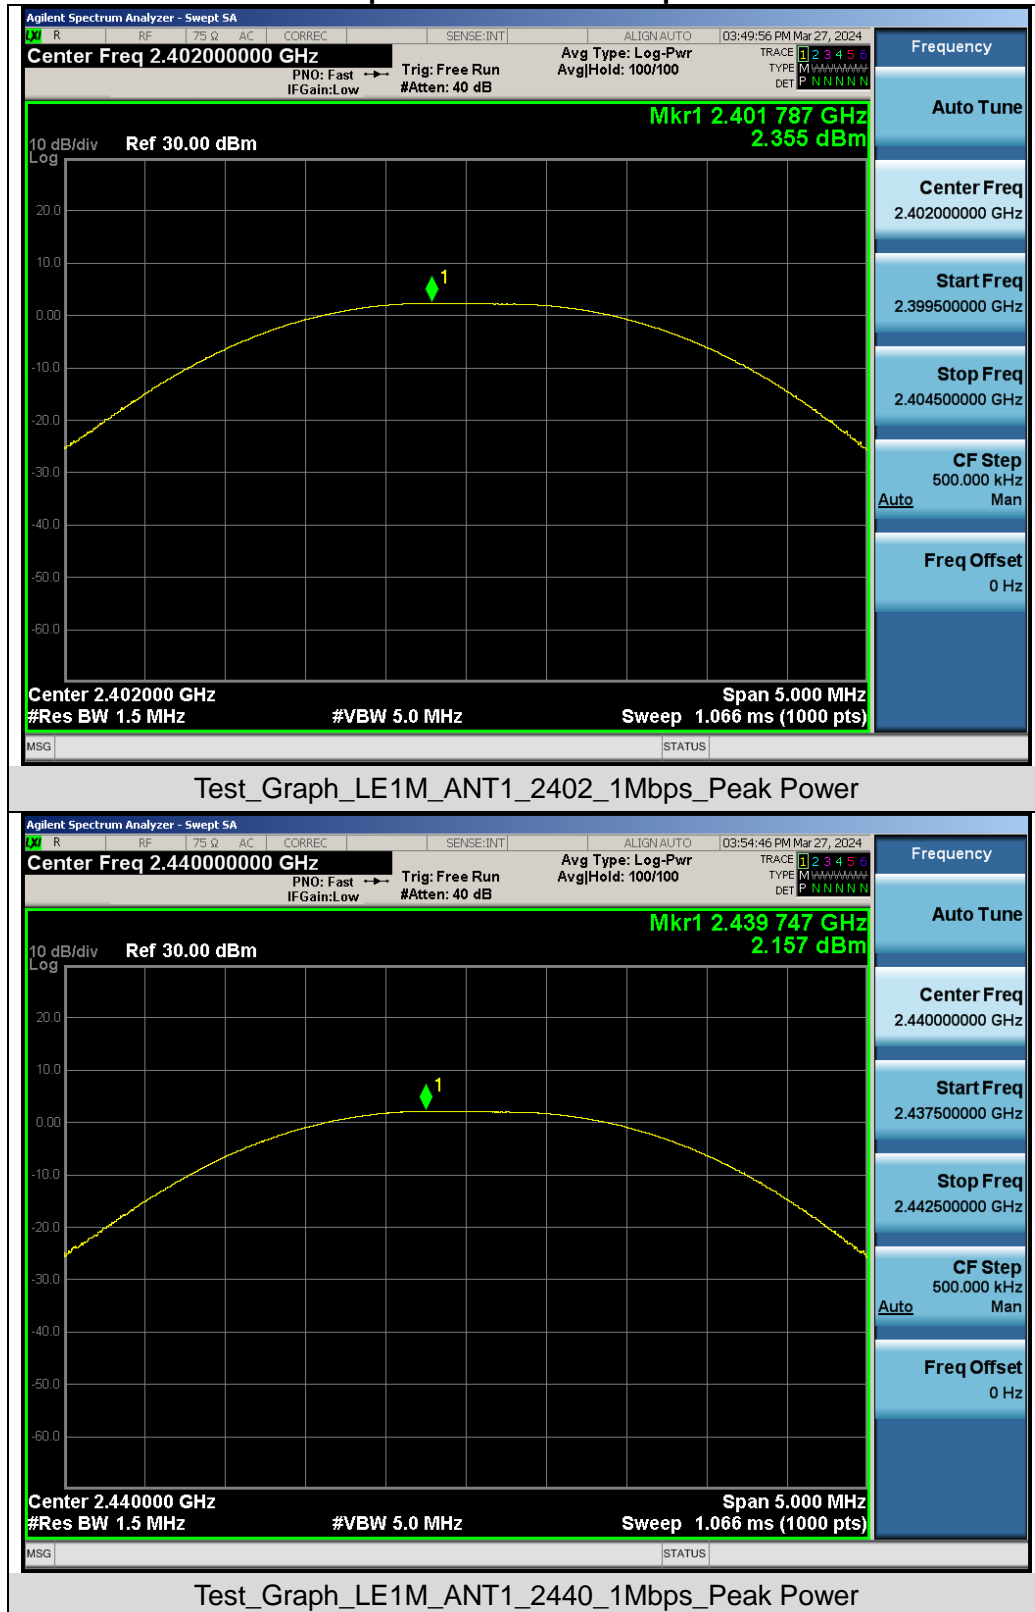 Agilent Spectrum Analyzer - Swept SA
LXI R RF 75 Ω AC CORREC SENSE:INT ALIGN AUTO 03:49:56 PM Mar 27, 2024
Center Freq 2.402000000 GHz
PNO: Fast
IFGain:Low
Trig: Free Run
#Atten: 40 dB
Avg Type: Log-Pwr
Avg|Hold: 100/100
TRACE 1 2 3 4 5 6
TYPE M WWWWW
DET P N N N N N
Mkr1 2.401 787 GHz
2.355 dBm
10 dB/div Ref 30.00 dBm
Log
20.0
10.0
1
0.00
-10.0
-20.0
-30.0
-40.0
-50.0
-60.0
Center 2.402000 GHz Span 5.000 MHz
#Res BW 1.5 MHz #VBW 5.0 MHz Sweep 1.066 ms (1000 pts)
MSG STATUS
Frequency
Auto Tune
Center Freq
2.402000000 GHz
Start Freq
2.399500000 GHz
Stop Freq
2.404500000 GHz
CF Step
500.000 kHz
Auto Man
Freq Offset
0 Hz
Test_Graph_LE1M_ANT1_2402_1Mbps_Peak Power
Agilent Spectrum Analyzer - Swept SA
LXI R RF 75 Ω AC CORREC SENSE:INT ALIGN AUTO 03:54:46 PM Mar 27, 2024
Center Freq 2.440000000 GHz
PNO: Fast
IFGain:Low
Trig: Free Run
#Atten: 40 dB
Avg Type: Log-Pwr
Avg|Hold: 100/100
TRACE 1 2 3 4 5 6
TYPE M WWWWW
DET P N N N N N
Mkr1 2.439 747 GHz
2.157 dBm
10 dB/div Ref 30.00 dBm
Log
20.0
10.0
1
0.00
-10.0
-20.0
-30.0
-40.0
-50.0
-60.0
Center 2.440000 GHz Span 5.000 MHz
#Res BW 1.5 MHz #VBW 5.0 MHz Sweep 1.066 ms (1000 pts)
MSG STATUS
Frequency
Auto Tune
Center Freq
2.440000000 GHz
Start Freq
2.437500000 GHz
Stop Freq
2.442500000 GHz
CF Step
500.000 kHz
Auto Man
Freq Offset
0 Hz
Test_Graph_LE1M_ANT1_2440_1Mbps_Peak Power